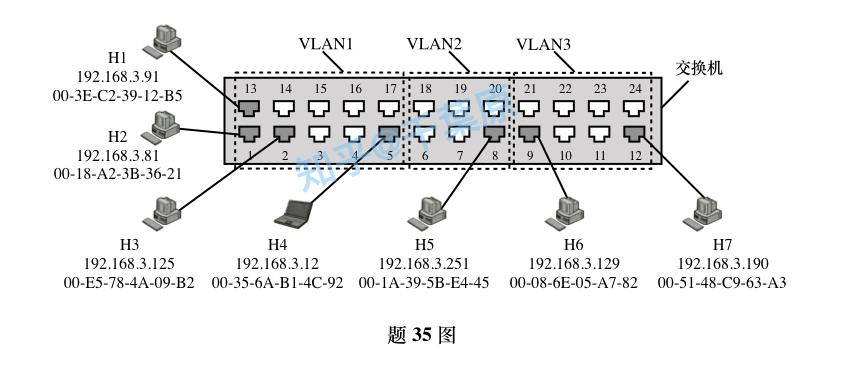 VLAN1 VLAN2 VLAN3
交换机
H1
192.168.3.91
00-3E-C2-39-12-B5
13 14 15 16 17 18 19 20 21 22 23 24
H2
192.168.3.81
00-18-A2-3B-36-21
1 2 3 4 5 6 7 8 9 10 11 12
知乎@千葉原
H3
192.168.3.125
00-E5-78-4A-09-B2
H4
192.168.3.12
00-35-6A-B1-4C-92
H5
192.168.3.251
00-1A-39-5B-E4-45
H6
192.168.3.129
00-08-6E-05-A7-82
H7
192.168.3.190
00-51-48-C9-63-A3
题 35 图